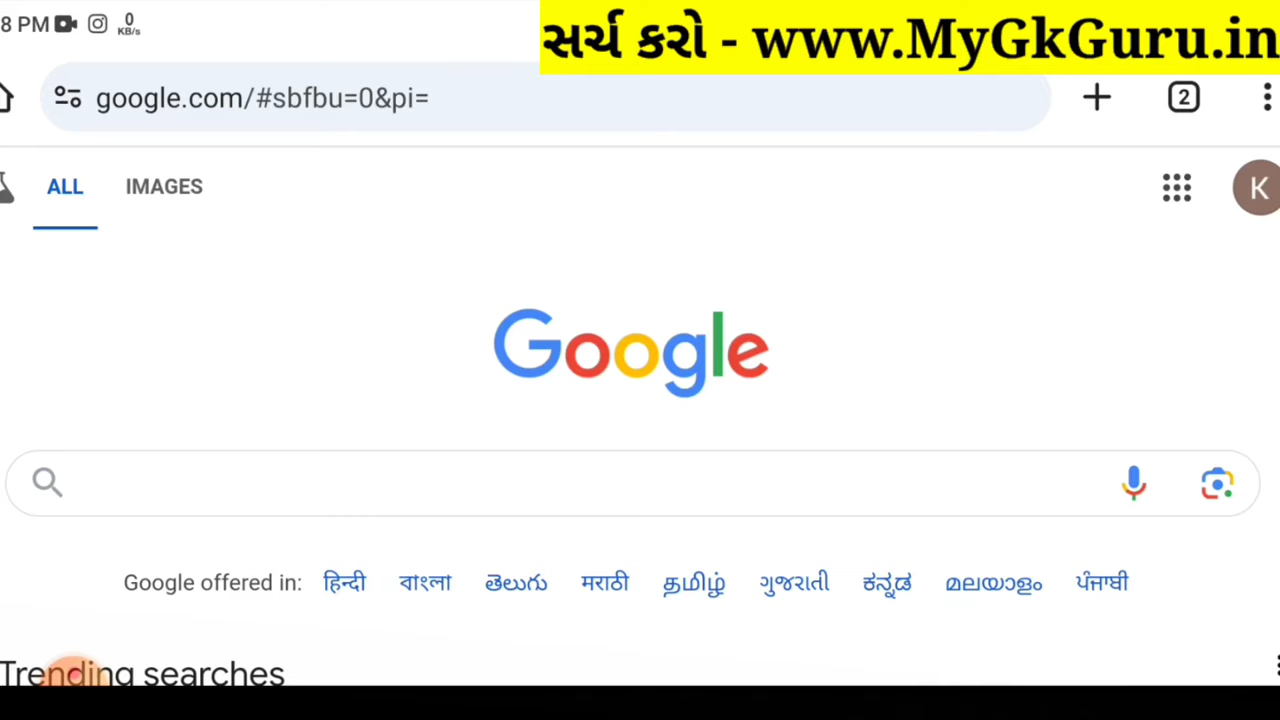 8 PM 0 KB/s
સર્ચ કરો - www.MyGkGuru.in
google.com/#sbfbu=0&pi=
2
ALL IMAGES
K
Google
Google offered in: हिन्दी বাংলা తెలుగు मराठी தமிழ் ગુજરાતી ಕನ್ನಡ മലയാളം ਪੰਜਾਬੀ
Trending searches